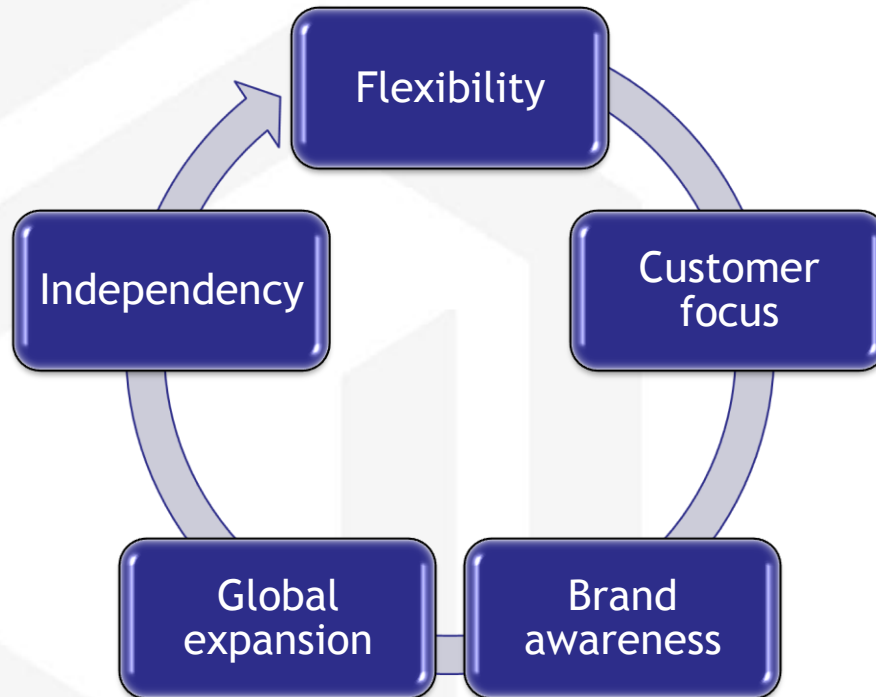 Flexibility
Customer
focus
Brand
awareness
Global
expansion
Independency